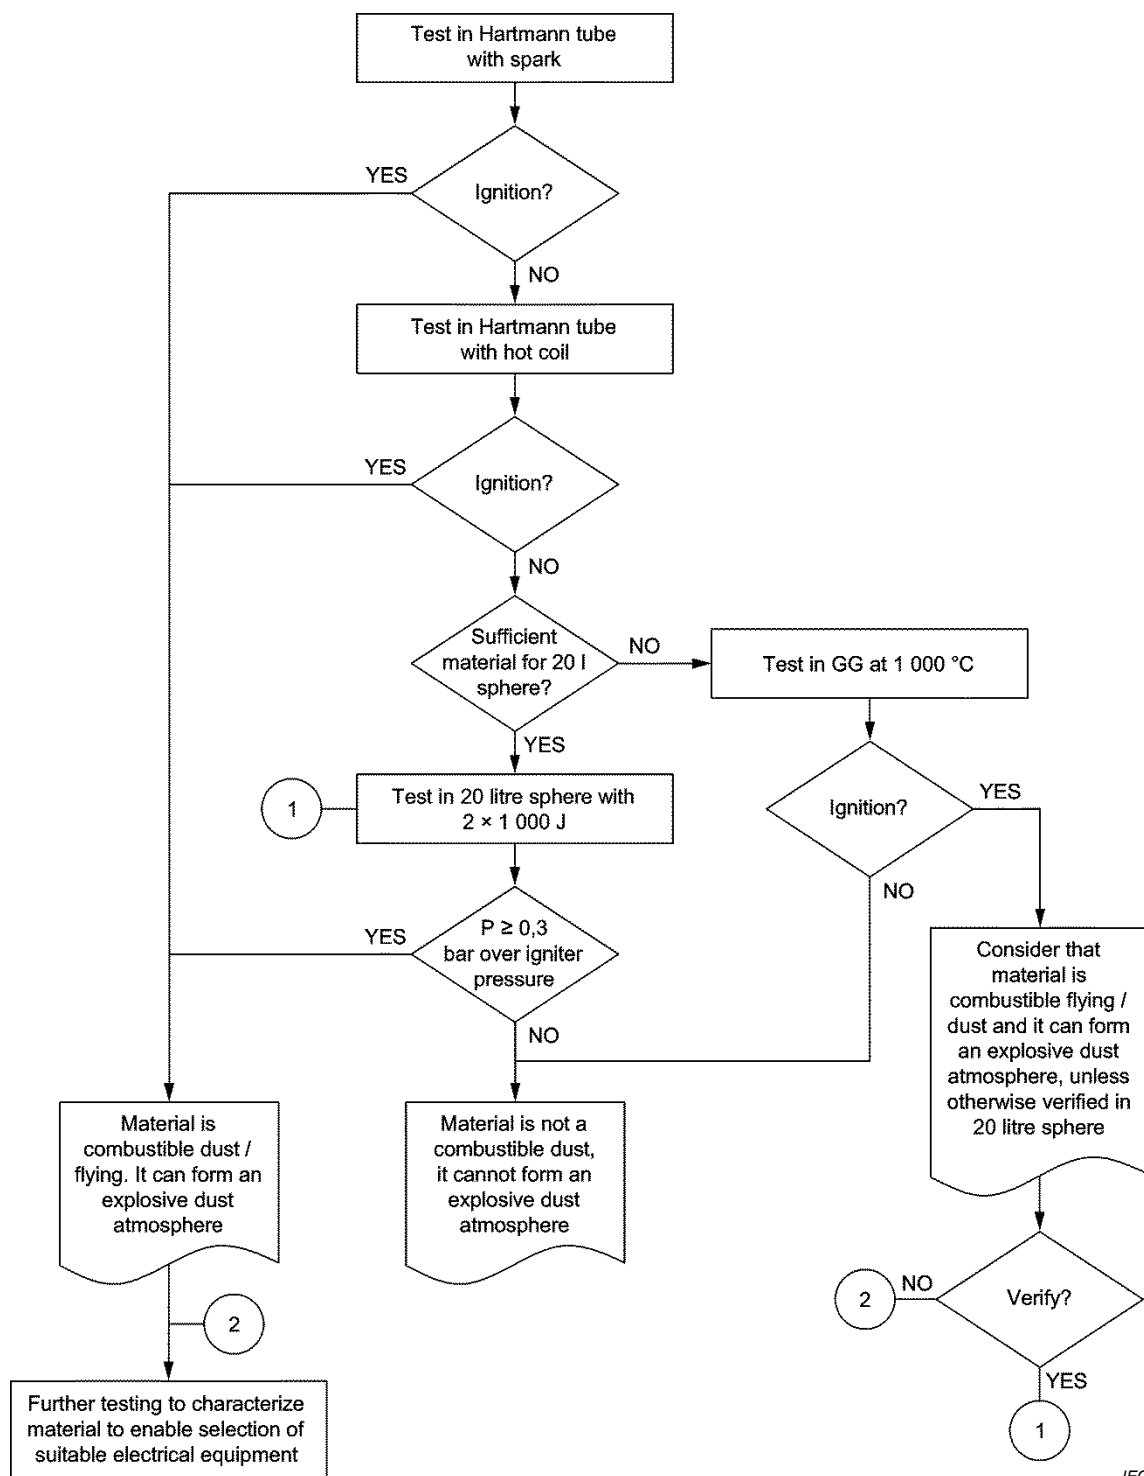 Test in Hartmann tube
with spark
YES
Ignition?
NO
Test in Hartmann tube
with hot coil
YES
Ignition?
NO
Sufficient
material for 20 l
sphere?
NO
Test in GG at 1 000 °C
YES
1
Test in 20 litre sphere with
2 × 1 000 J
Ignition?
YES
NO
YES
P ≥ 0,3
bar over igniter
pressure
NO
Consider that
material is
combustible flying /
dust and it can form
an explosive dust
atmosphere, unless
otherwise verified in
20 litre sphere
Material is
combustible dust /
flying. It can form an
explosive dust
atmosphere
Material is not a
combustible dust,
it cannot form an
explosive dust
atmosphere
2
NO
Verify?
2
YES
1
Further testing to characterize
material to enable selection of
suitable electrical equipment